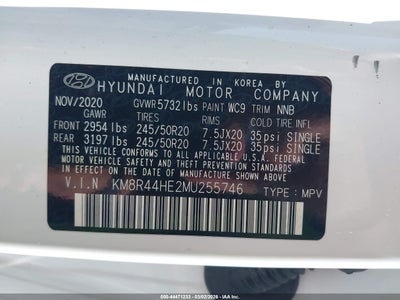 MANUFACTURED IN KOREA BY
HYUNDAI MOTOR COMPANY
NOV/2020 GVWR 5732 lbs PAINT WC9 TRIM NNB
GAWR TIRES RIMS COLD INFL
FRONT 2954 lbs 245/50R20 7.5JX20 35psi SINGLE
REAR 3197 lbs 245/50R20 7.5JX20 35psi SINGLE
THIS VEHICLE CONFORMS TO ALL APPLICABLE
FEDERAL MOTOR VEHICLE SAFETY, BUMPER, AND THEFT
PREVENTION STANDARDS IN EFFECT ON THE DATE OF
MANUFACTURE SHOWN ABOVE.
V.I.N KM8R44HE2MU255746 TYPE : MPV
500-44471233 - 03/02/2026 - IAA Inc.